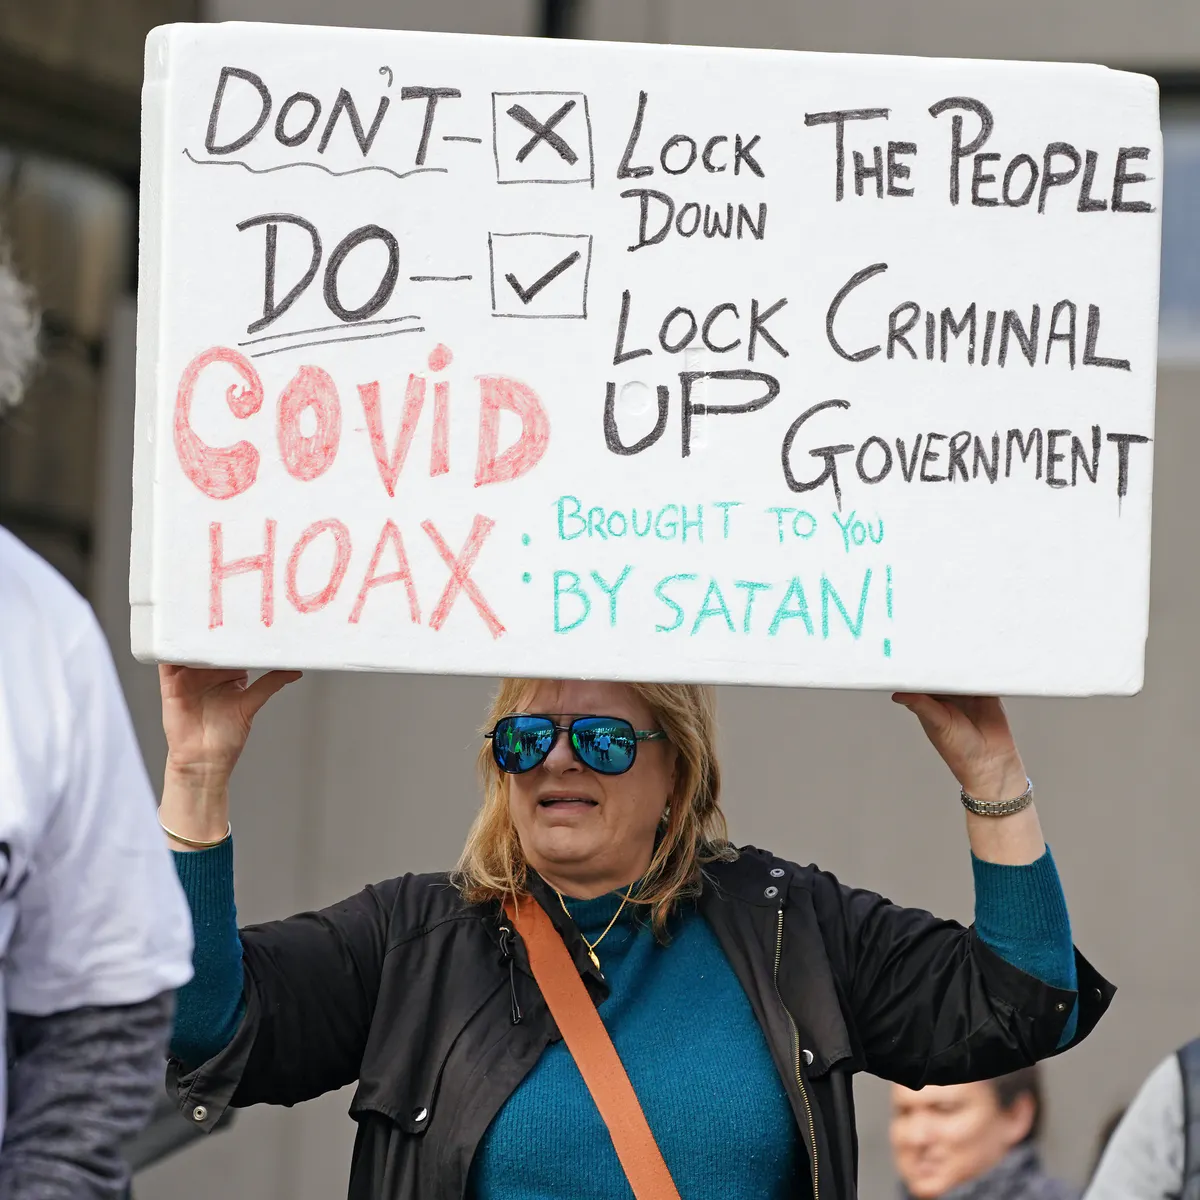 DON'T - ☒ LOCK DOWN THE PEOPLE
DO - ☑ LOCK UP CRIMINAL GOVERNMENT
COVID
HOAX : BROUGHT TO YOU
BY SATAN!